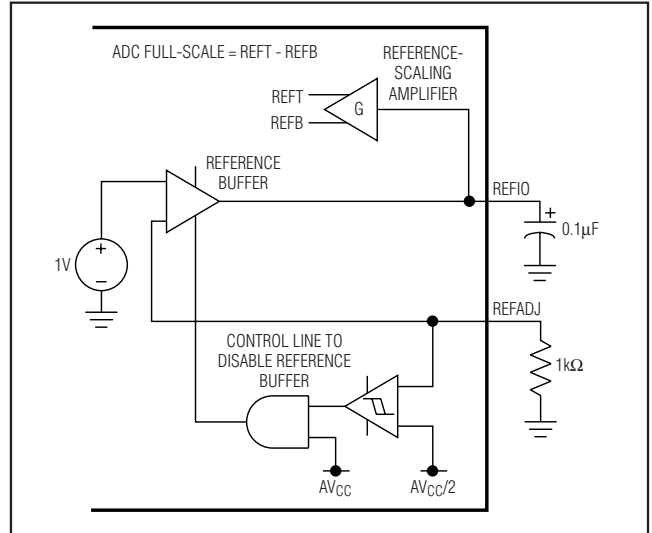 ADC FULL-SCALE = REFT - REFB
REFERENCE-
SCALING
AMPLIFIER
REFT
REFB
G
REFERENCE
BUFFER
REFIO
+
0.1µF
1V
+
−
REFADJ
CONTROL LINE TO
DISABLE REFERENCE
BUFFER
1kΩ
AVCC
AVCC/2